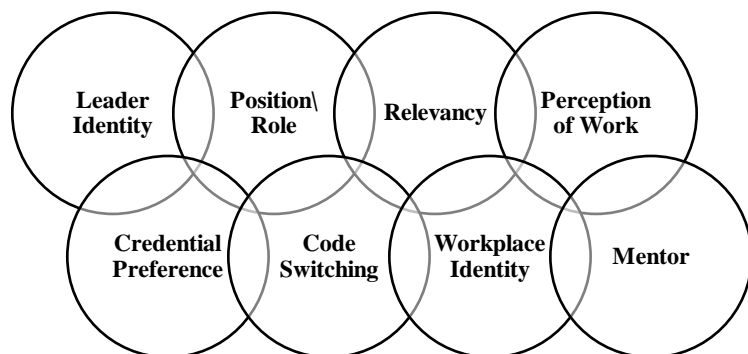 Leader
Identity
Position\
Role
Relevancy
Perception
of Work
Credential
Preference
Code
Switching
Workplace
Identity
Mentor